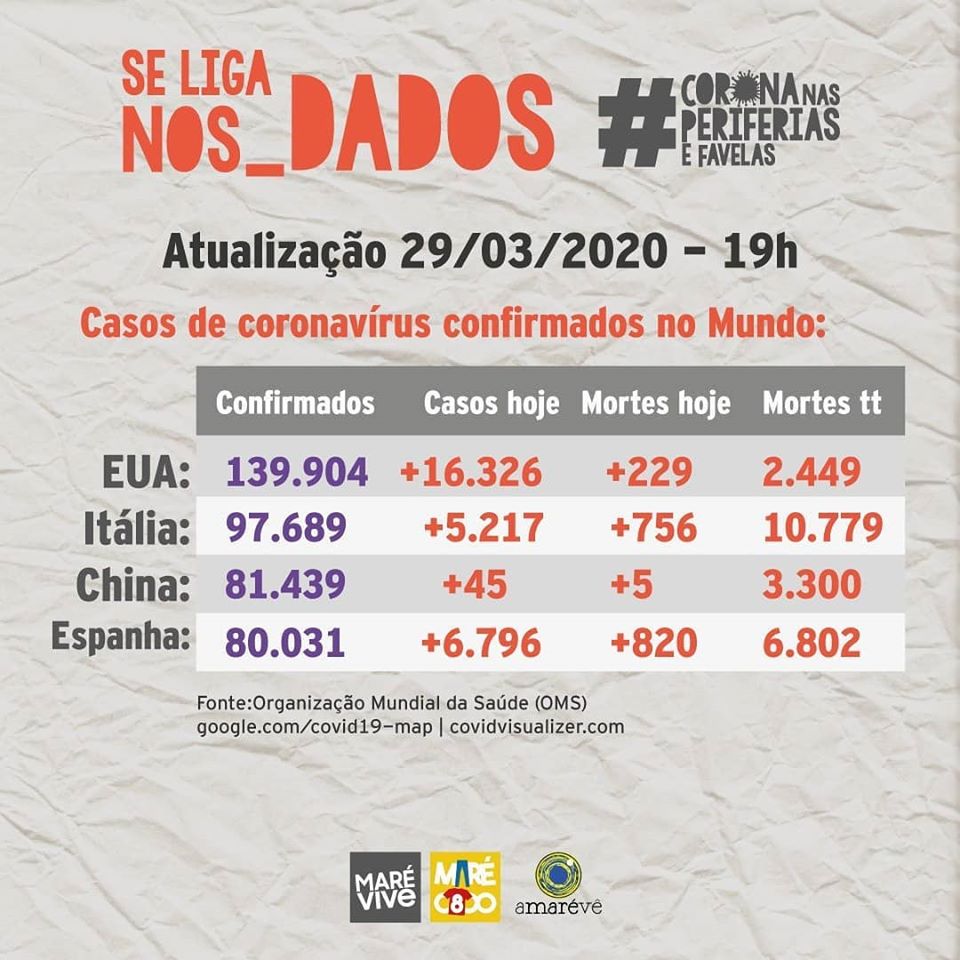 SE LIGA
NOS_DADOS
#CORONA NAS
PERIFERIAS
E FAVELAS
Atualização 29/03/2020 – 19h
Casos de coronavírus confirmados no Mundo:
Confirmados Casos hoje Mortes hoje Mortes tt
EUA: 139.904 +16.326 +229 2.449
Itália: 97.689 +5.217 +756 10.779
China: 81.439 +45 +5 3.300
Espanha: 80.031 +6.796 +820 6.802
Fonte:Organização Mundial da Saúde (OMS)
google.com/covid19-map | covidvisualizer.com
MARÉ
VIVE
MARÉ
0800
amarévê